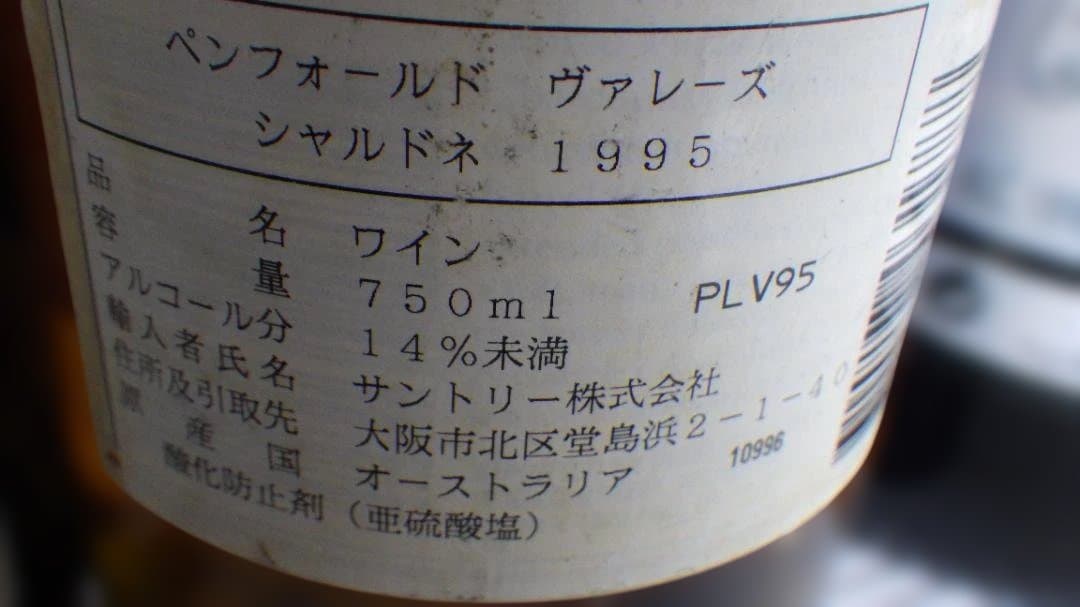 ペンフォールド ヴァレーズ
シャルドネ 1995
品名 ワイン
容量 750ml PLV95
アルコール分 14%未満
輸入者氏名 サントリー株式会社
住所及引取先 大阪市北区堂島浜2-1-40
原産国 オーストラリア 10996
酸化防止剤(亜硫酸塩)